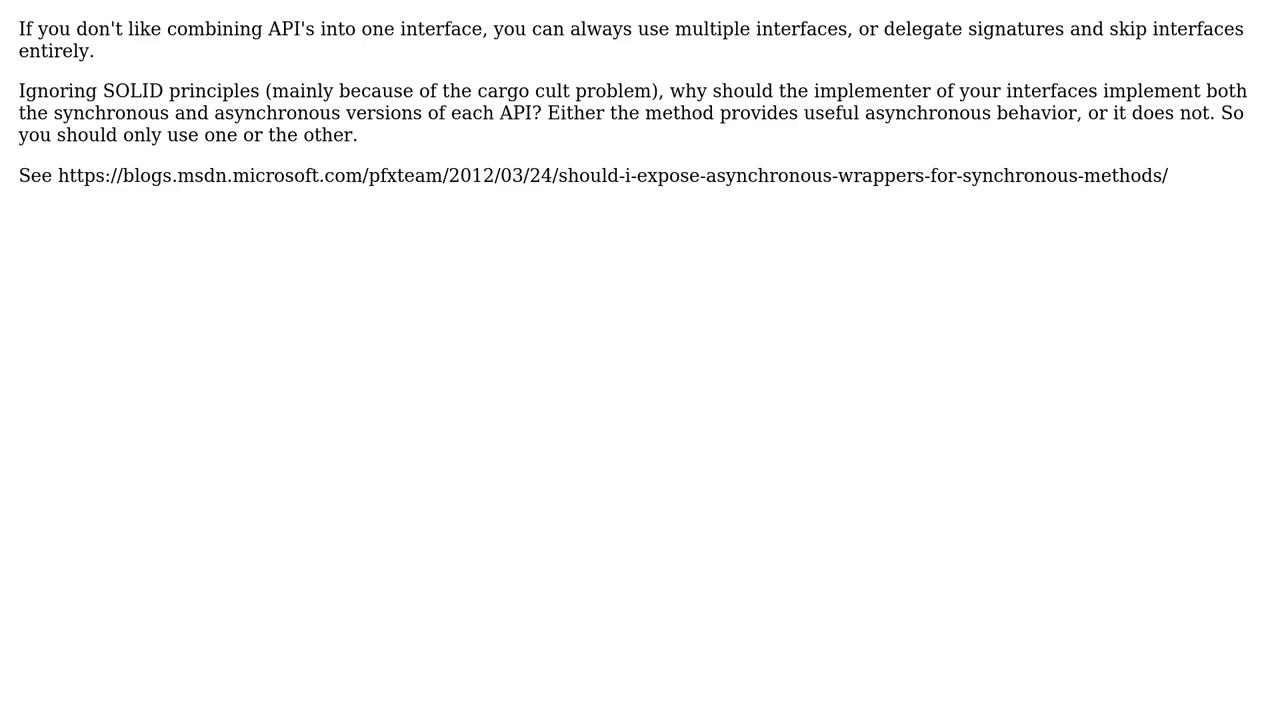 If you don't like combining API's into one interface, you can always use multiple interfaces, or delegate signatures and skip interfaces
entirely.
Ignoring SOLID principles (mainly because of the cargo cult problem), why should the implementer of your interfaces implement both
the synchronous and asynchronous versions of each API? Either the method provides useful asynchronous behavior, or it does not. So
you should only use one or the other.
See https://blogs.msdn.microsoft.com/pfxteam/2012/03/24/should-i-expose-asynchronous-wrappers-for-synchronous-methods/